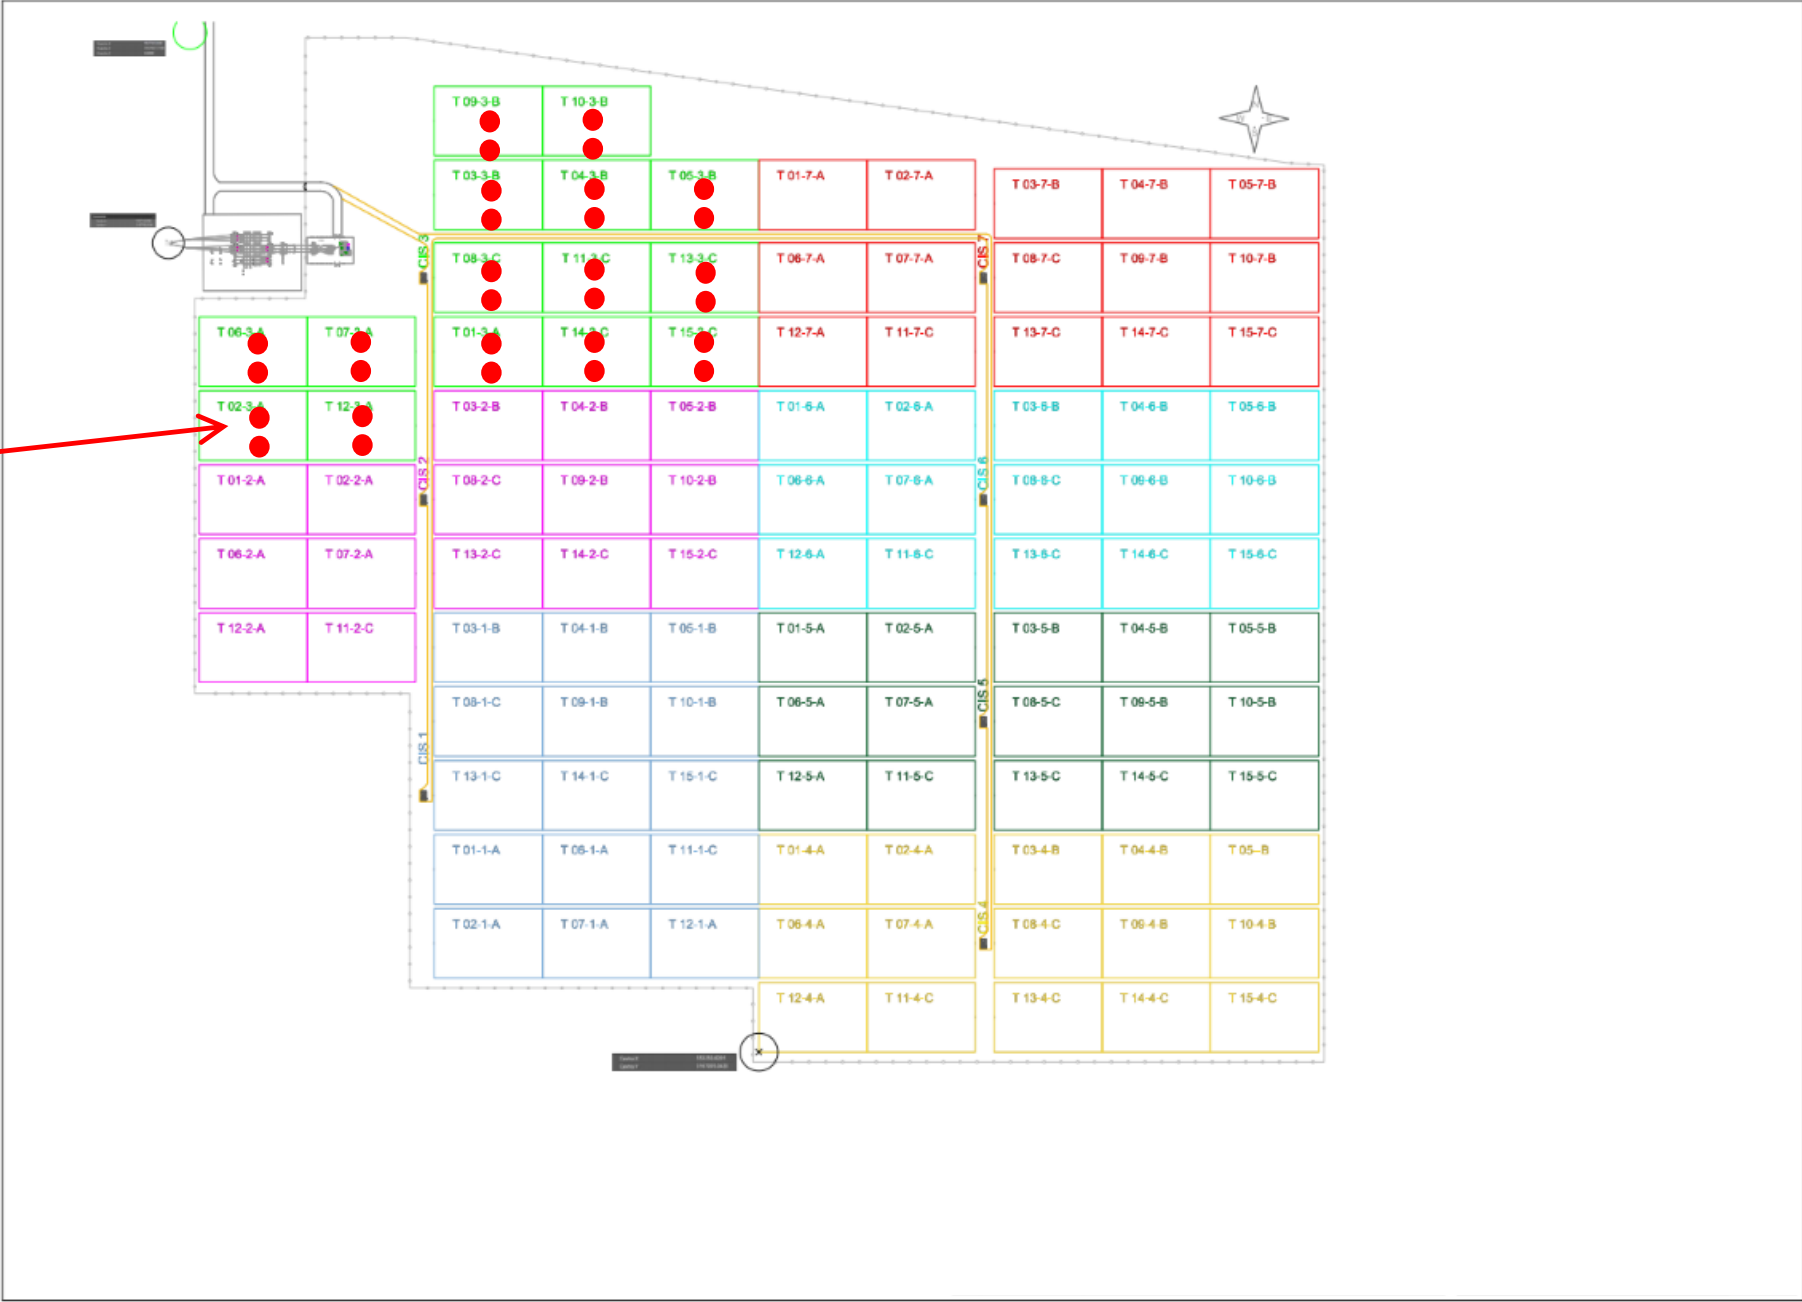 T 09-3-B T 10-3-B
T 03-3-B T 04-3-B T 05-3-B T 01-7-A T 02-7-A T 03-7-B T 04-7-B T 05-7-B
CIS 3 CIS 7
T 08-3-C T 11-3-C T 13-3-C T 06-7-A T 07-7-A T 08-7-C T 09-7-B T 10-7-B
T 06-3-A T 07-3-A T 01-3-A T 14-3-C T 15-3-C T 12-7-A T 11-7-C T 13-7-C T 14-7-C T 15-7-C
T 02-3-A T 12-3-A T 03-2-B T 04-2-B T 05-2-B T 01-6-A T 02-6-A T 03-6-B T 04-6-B T 05-6-B
CIS 2 CIS 6
T 01-2-A T 02-2-A T 08-2-C T 09-2-B T 10-2-B T 06-6-A T 07-6-A T 08-6-C T 09-6-B T 10-6-B
T 06-2-A T 07-2-A T 13-2-C T 14-2-C T 15-2-C T 12-6-A T 11-6-C T 13-6-C T 14-6-C T 15-6-C
T 12-2-A T 11-2-C T 03-1-B T 04-1-B T 05-1-B T 01-5-A T 02-5-A T 03-5-B T 04-5-B T 05-5-B
CIS 5
T 08-1-C T 09-1-B T 10-1-B T 06-5-A T 07-5-A T 08-5-C T 09-5-B T 10-5-B
CIS 1
T 13-1-C T 14-1-C T 15-1-C T 12-5-A T 11-5-C T 13-5-C T 14-5-C T 15-5-C
T 01-1-A T 06-1-A T 11-1-C T 01-4-A T 02-4-A T 03-4-B T 04-4-B T 05--B
CIS 4
T 02-1-A T 07-1-A T 12-1-A T 06-4-A T 07-4-A T 08-4-C T 09-4-B T 10-4-B
T 12-4-A T 11-4-C T 13-4-C T 14-4-C T 15-4-C